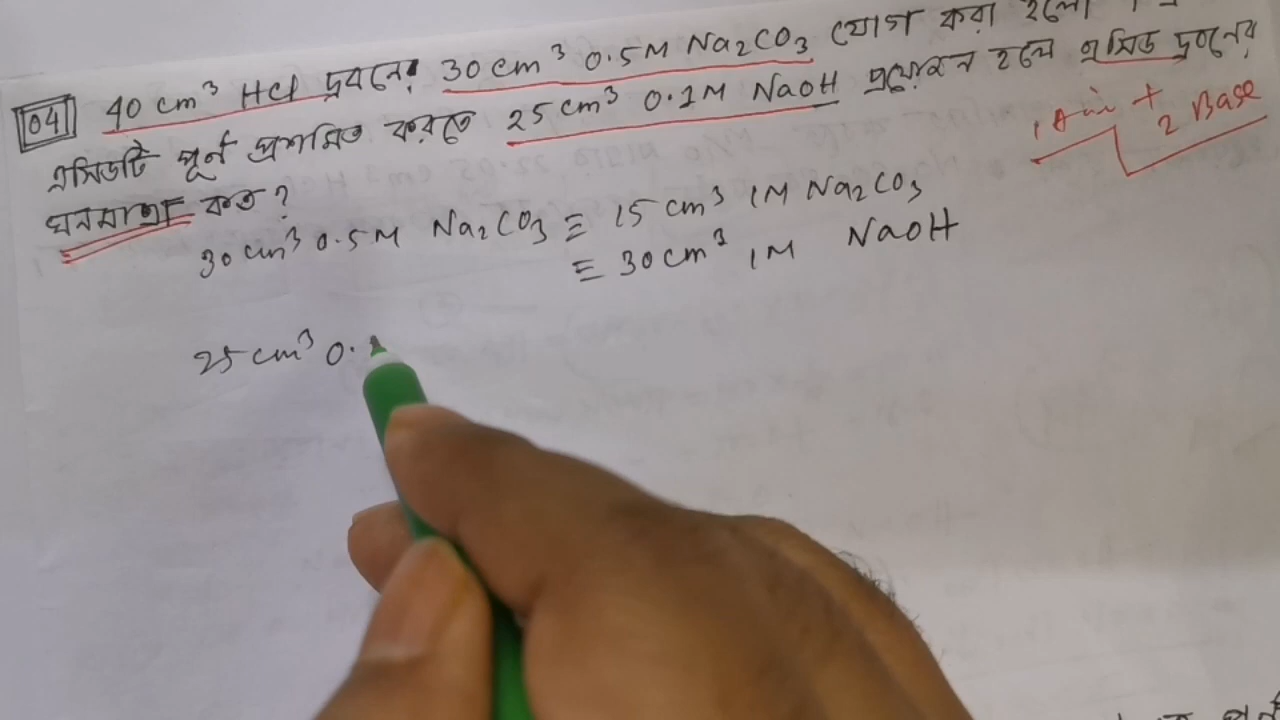 04 40 cm³ HCl দ্রবনের 30 cm³ 0.5M Na₂CO₃ যোগ করা হলো।
এসিডটি পূর্ন প্রশমিত করতে 25 cm³ 0.1M NaOH প্রয়োজন হলে এসিড দ্রবনের
ঘনমাত্রা কত?
1 Acid + 2 Base
30 cm³ 0.5M Na₂CO₃ ≡ 15 cm³ 1M Na₂CO₃
≡ 30 cm³ 1M NaOH
25 cm³ 0.